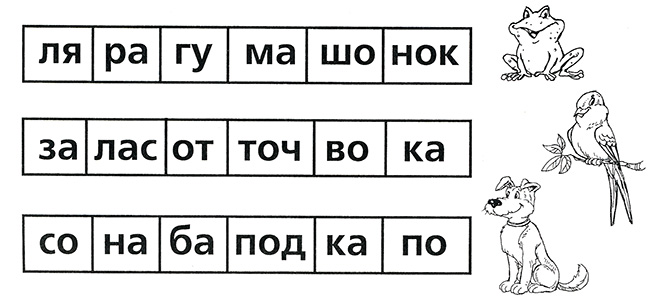 ля ра гу ма шо нок
за лас от точ во ка
со на ба под ка по